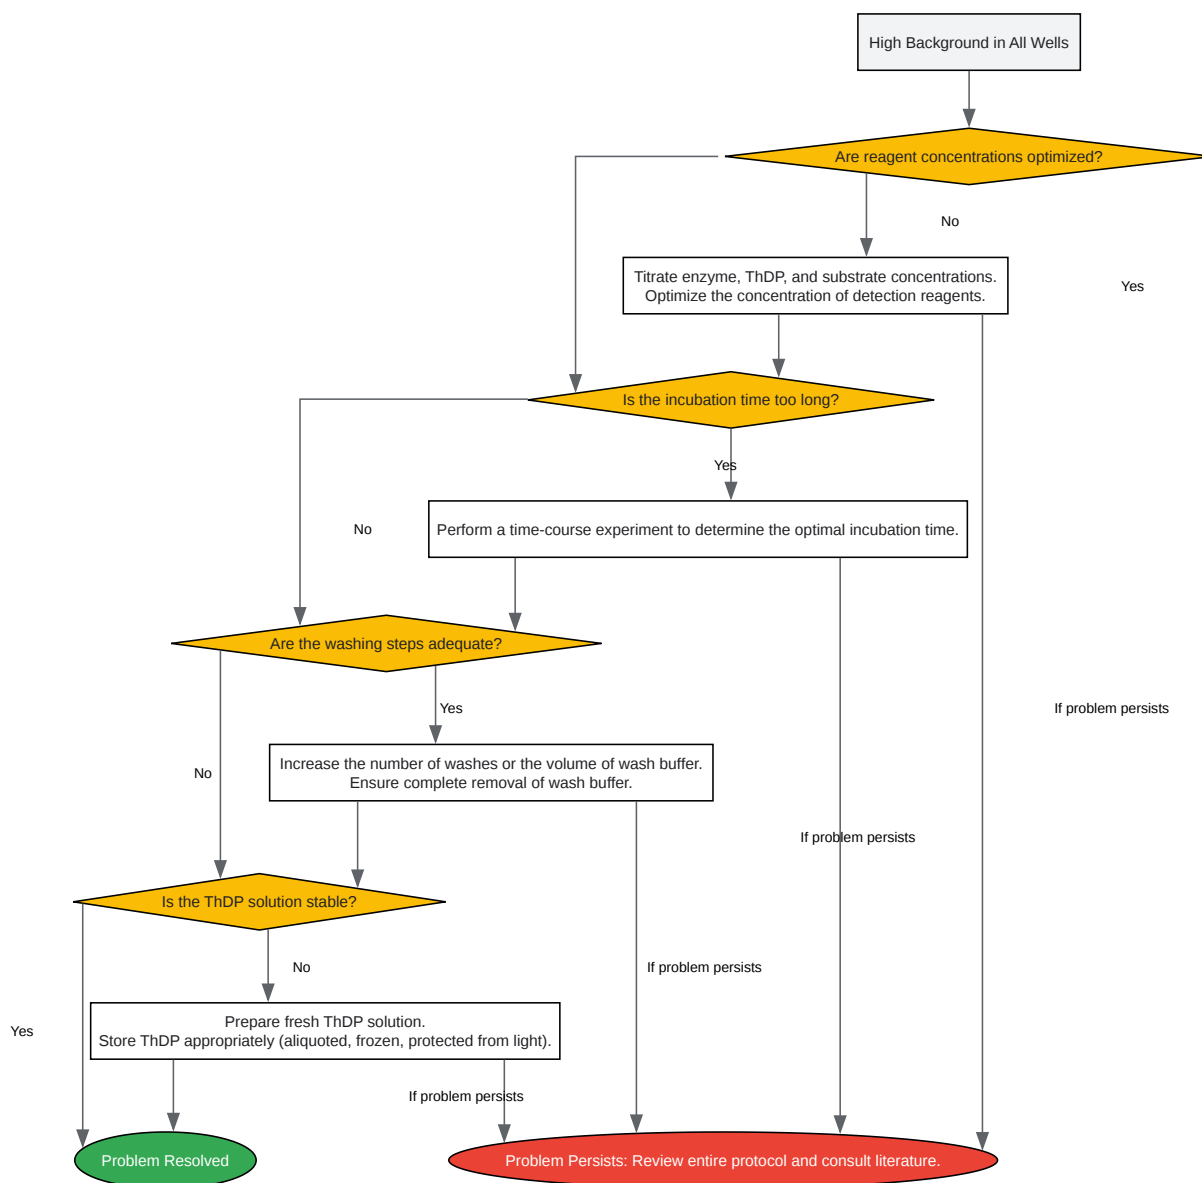 High Background in All Wells
Are reagent concentrations optimized?
No
Titrate enzyme, ThDP, and substrate concentrations.
Optimize the concentration of detection reagents.
Yes
Is the incubation time too long?
Yes
No
Perform a time-course experiment to determine the optimal incubation time.
Are the washing steps adequate?
Yes
If problem persists
Increase the number of washes or the volume of wash buffer.
Ensure complete removal of wash buffer.
No
If problem persists
Is the ThDP solution stable?
No
If problem persists
Prepare fresh ThDP solution.
Store ThDP appropriately (aliquoted, frozen, protected from light).
Yes
If problem persists
Problem Resolved
Problem Persists: Review entire protocol and consult literature.